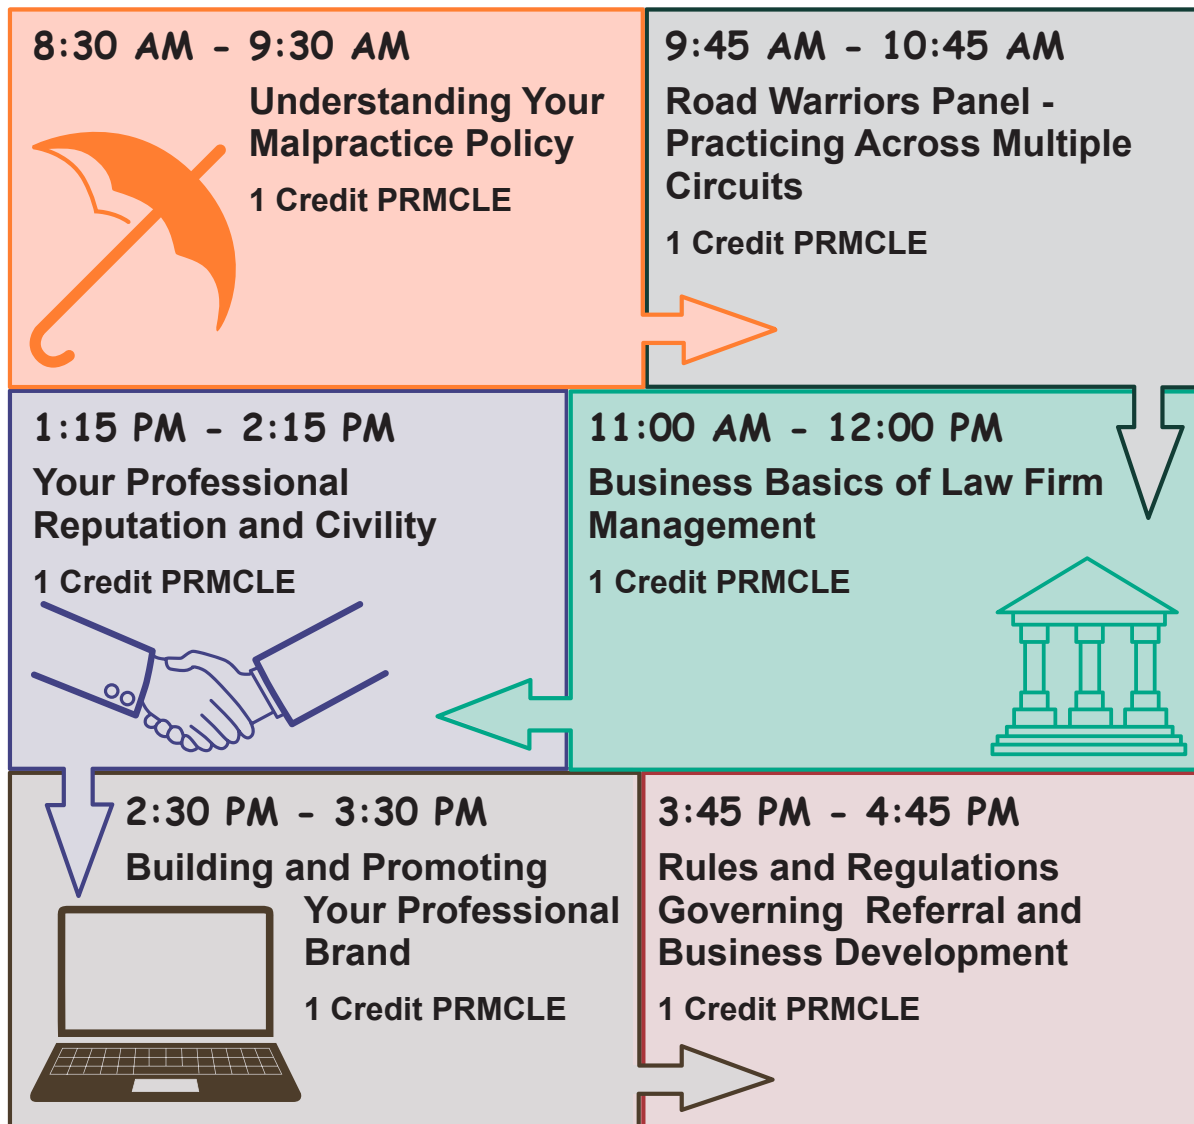 8:30 AM - 9:30 AM
Understanding Your
Malpractice Policy
1 Credit PRMCLE
9:45 AM - 10:45 AM
Road Warriors Panel -
Practicing Across Multiple
Circuits
1 Credit PRMCLE
11:00 AM - 12:00 PM
Business Basics of Law Firm
Management
1 Credit PRMCLE
1:15 PM - 2:15 PM
Your Professional
Reputation and Civility
1 Credit PRMCLE
2:30 PM - 3:30 PM
Building and Promoting
Your Professional
Brand
1 Credit PRMCLE
3:45 PM - 4:45 PM
Rules and Regulations
Governing  Referral and
Business Development
1 Credit PRMCLE